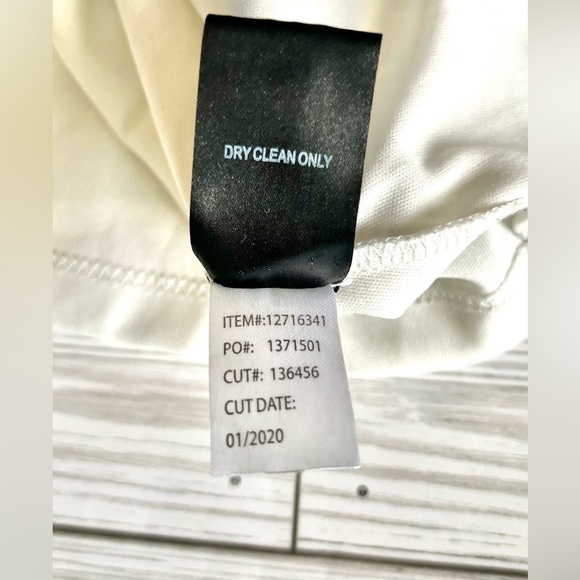 DRY CLEAN ONLY
ITEM#:12716341
PO#: 1371501
CUT#: 136456
CUT DATE:
01/2020